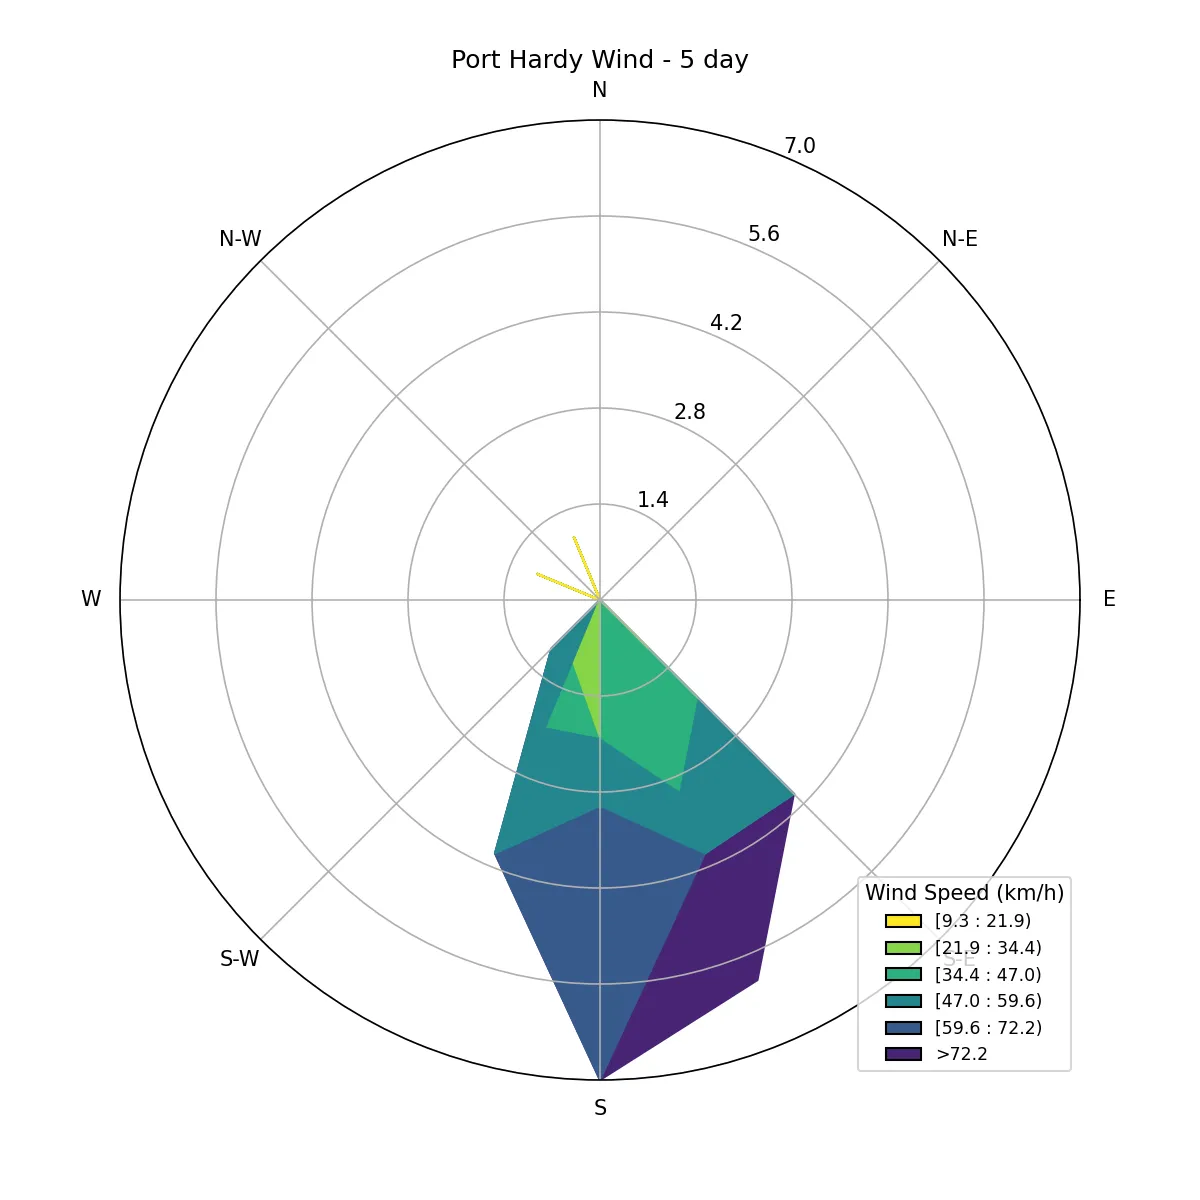 Port Hardy Wind - 5 day
N
7.0
N-W
5.6
N-E
4.2
2.8
1.4
W
E
Wind Speed (km/h)
[9.3 : 21.9)
[21.9 : 34.4)
[34.4 : 47.0)
[47.0 : 59.6)
[59.6 : 72.2)
>72.2
S-W
S-E
S